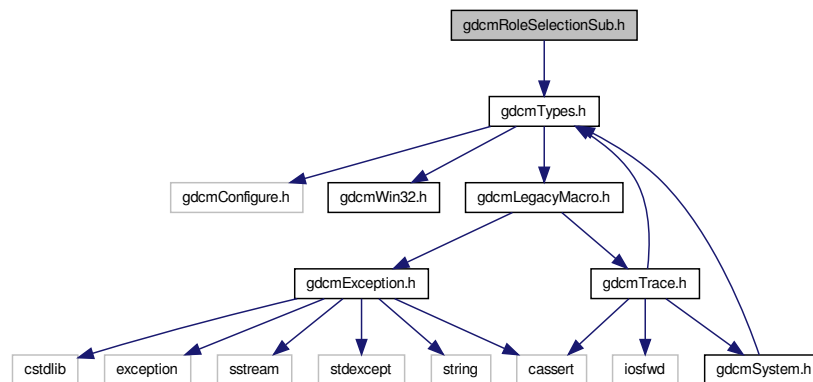 gdcmRoleSelectionSub.h
gdcmTypes.h
gdcmConfigure.h
gdcmWin32.h
gdcmLegacyMacro.h
gdcmException.h
gdcmTrace.h
cstdlib
exception
sstream
stdexcept
string
cassert
iosfwd
gdcmSystem.h